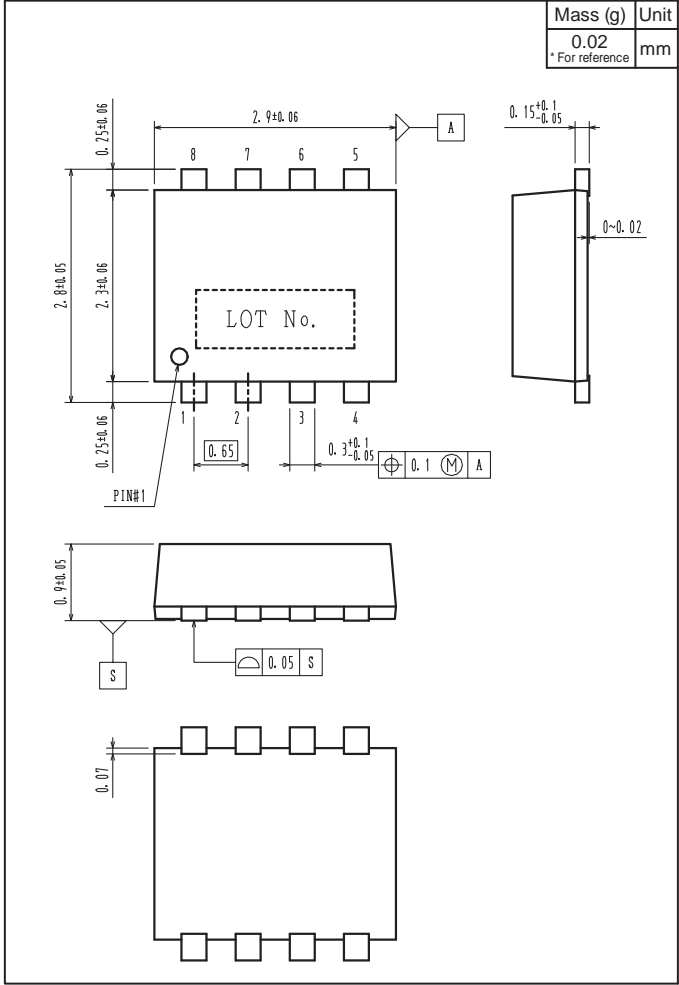 Mass (g) Unit
0.02 mm
* For reference
2.9±0.06
A
0.15+0.1 -0.05
0.25±0.06
8 7 6 5
0~0.02
2.8±0.05
2.3±0.06
LOT No.
0.25±0.06
1 2 3 4
0.65
0.3+0.1 -0.05
⌖ 0.1 Ⓜ A
PIN#1
0.9±0.05
S
⌓ 0.05 S
0.07